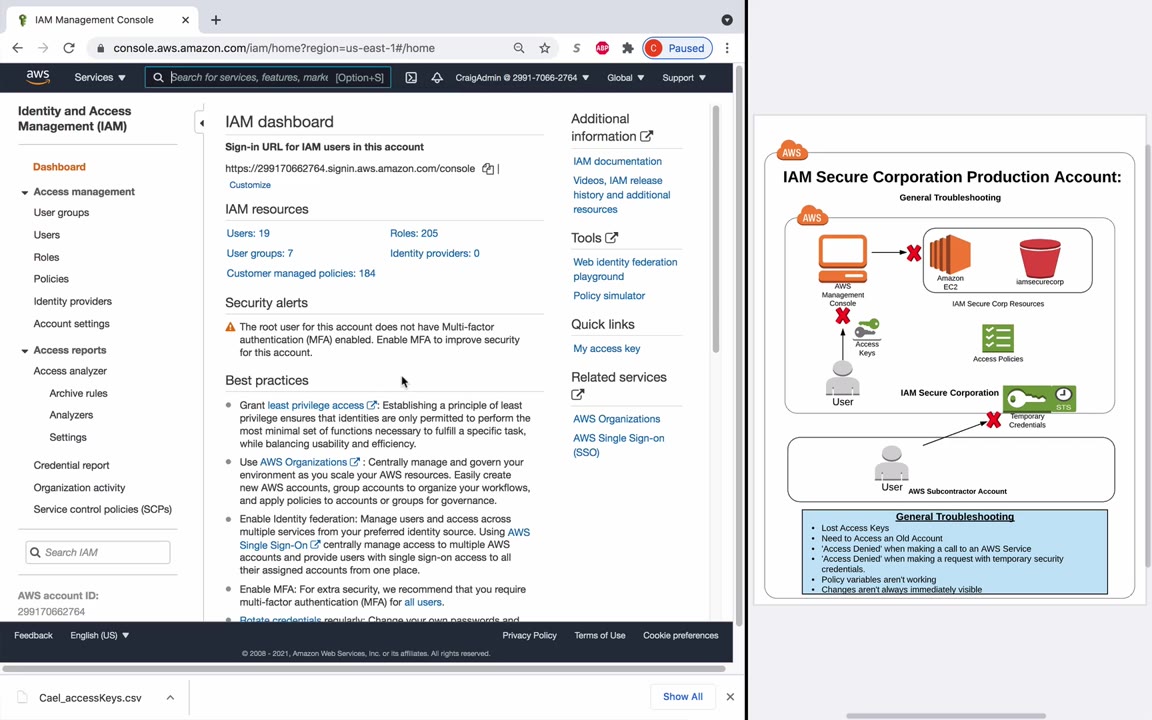 IAM Management Console
console.aws.amazon.com/iam/home?region=us-east-1#/home
S
ABP
C
Paused
aws
Services
Search for services, features, marke
[Option+S]
CraigAdmin @ 2991-7066-2764
Global
Support
Identity and Access
Management (IAM)
Dashboard
Access management
User groups
Users
Roles
Policies
Identity providers
Account settings
Access reports
Access analyzer
Archive rules
Analyzers
Settings
Credential report
Organization activity
Service control policies (SCPs)
Search IAM
AWS account ID:
299170662764
IAM dashboard
Sign-in URL for IAM users in this account
https://299170662764.signin.aws.amazon.com/console |
Customize
IAM resources
Users: 19
Roles: 205
User groups: 7
Identity providers: 0
Customer managed policies: 184
Security alerts
The root user for this account does not have Multi-factor
authentication (MFA) enabled. Enable MFA to improve security
for this account.
Best practices
Grant least privilege access : Establishing a principle of least
privilege ensures that identities are only permitted to perform the
most minimal set of functions necessary to fulfill a specific task,
while balancing usability and efficiency.
Use AWS Organizations : Centrally manage and govern your
environment as you scale your AWS resources. Easily create
new AWS accounts, group accounts to organize your workflows,
and apply policies to accounts or groups for governance.
Enable Identity federation: Manage users and access across
multiple services from your preferred identity source. Using AWS
Single Sign-On centrally manage access to multiple AWS
accounts and provide users with single sign-on access to all
their assigned accounts from one place.
Enable MFA: For extra security, we recommend that you require
multi-factor authentication (MFA) for all users.
Rotate credentials regularly: Change your own passwords and
Additional
information
IAM documentation
Videos, IAM release
history and additional
resources
Tools
Web identity federation
playground
Policy simulator
Quick links
My access key
Related services
AWS Organizations
AWS Single Sign-on
(SSO)
Feedback
English (US)
Privacy Policy
Terms of Use
Cookie preferences
© 2008 - 2021, Amazon Web Services, Inc. or its affiliates. All rights reserved.
Cael_accessKeys.csv
Show All
AWS
IAM Secure Corporation Production Account:
General Troubleshooting
AWS
AWS
Management
Console
Amazon
EC2
iamsecurecorp
IAM Secure Corp Resources
Access
Keys
Access Policies
User
IAM Secure Corporation
STS
Temporary
Credentials
User
AWS Subcontractor Account
General Troubleshooting
Lost Access Keys
Need to Access an Old Account
'Access Denied' when making a call to an AWS Service
'Access Denied' when making a request with temporary security
credentials.
Policy variables aren't working
Changes aren't always immediately visible